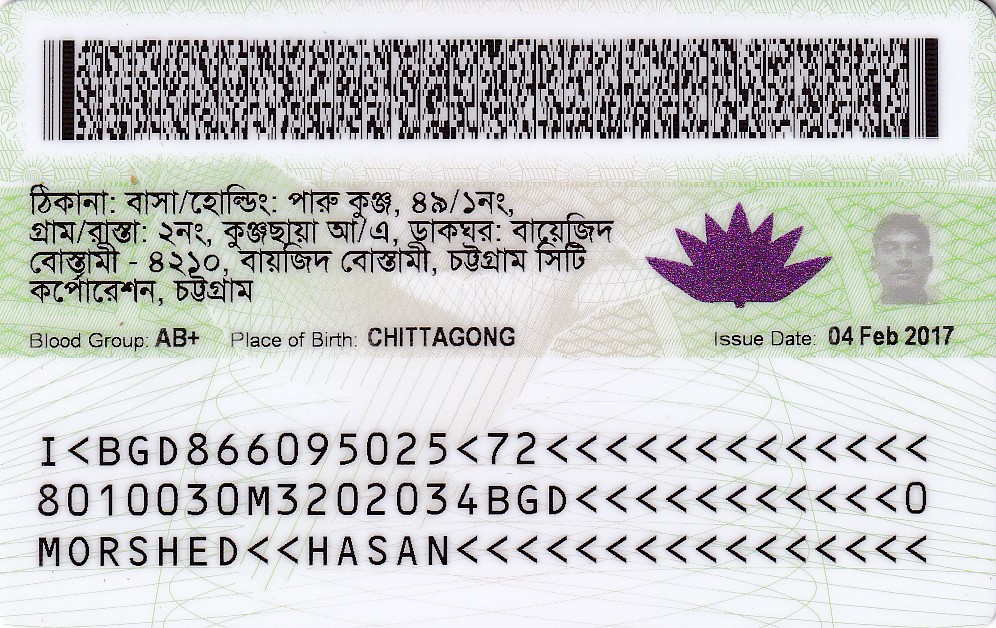 ঠিকানা: বাসা/হোল্ডিং: পারু কুঞ্জ, ৪৯/১নং,
গ্রাম/রাস্তা: ২নং, কুঞ্জছায়া আ/এ, ডাকঘর: বায়েজিদ
বোস্তামী - ৪২১০, বায়জিদ বোস্তামী, চট্টগ্রাম সিটি
কর্পোরেশন, চট্টগ্রাম
Blood Group: AB+ Place of Birth: CHITTAGONG Issue Date: 04 Feb 2017
I<BGD866095025<72<<<<<<<<<<<<<
8010030M3202034BGD<<<<<<<<<<<0
MORSHED<<HASAN<<<<<<<<<<<<<<<<